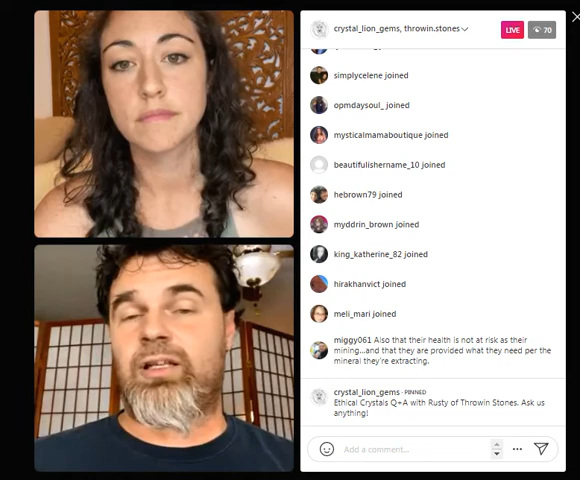 crystal_lion_gems, throwin.stones
LIVE
70
simplycelene joined
opmdaysoul_ joined
mysticalmamaboutique joined
beautifulishername_10 joined
hebrown79 joined
myddrin_brown joined
king_katherine_82 joined
hirakhanvict joined
meli_mari joined
miggy061 Also that their health is not at risk as their
mining...and that they are provided what they need per the
mineral they're extracting.
crystal_lion_gems · PINNED
Ethical Crystals Q+A with Rusty of Throwin Stones. Ask us
anything!
Add a comment...